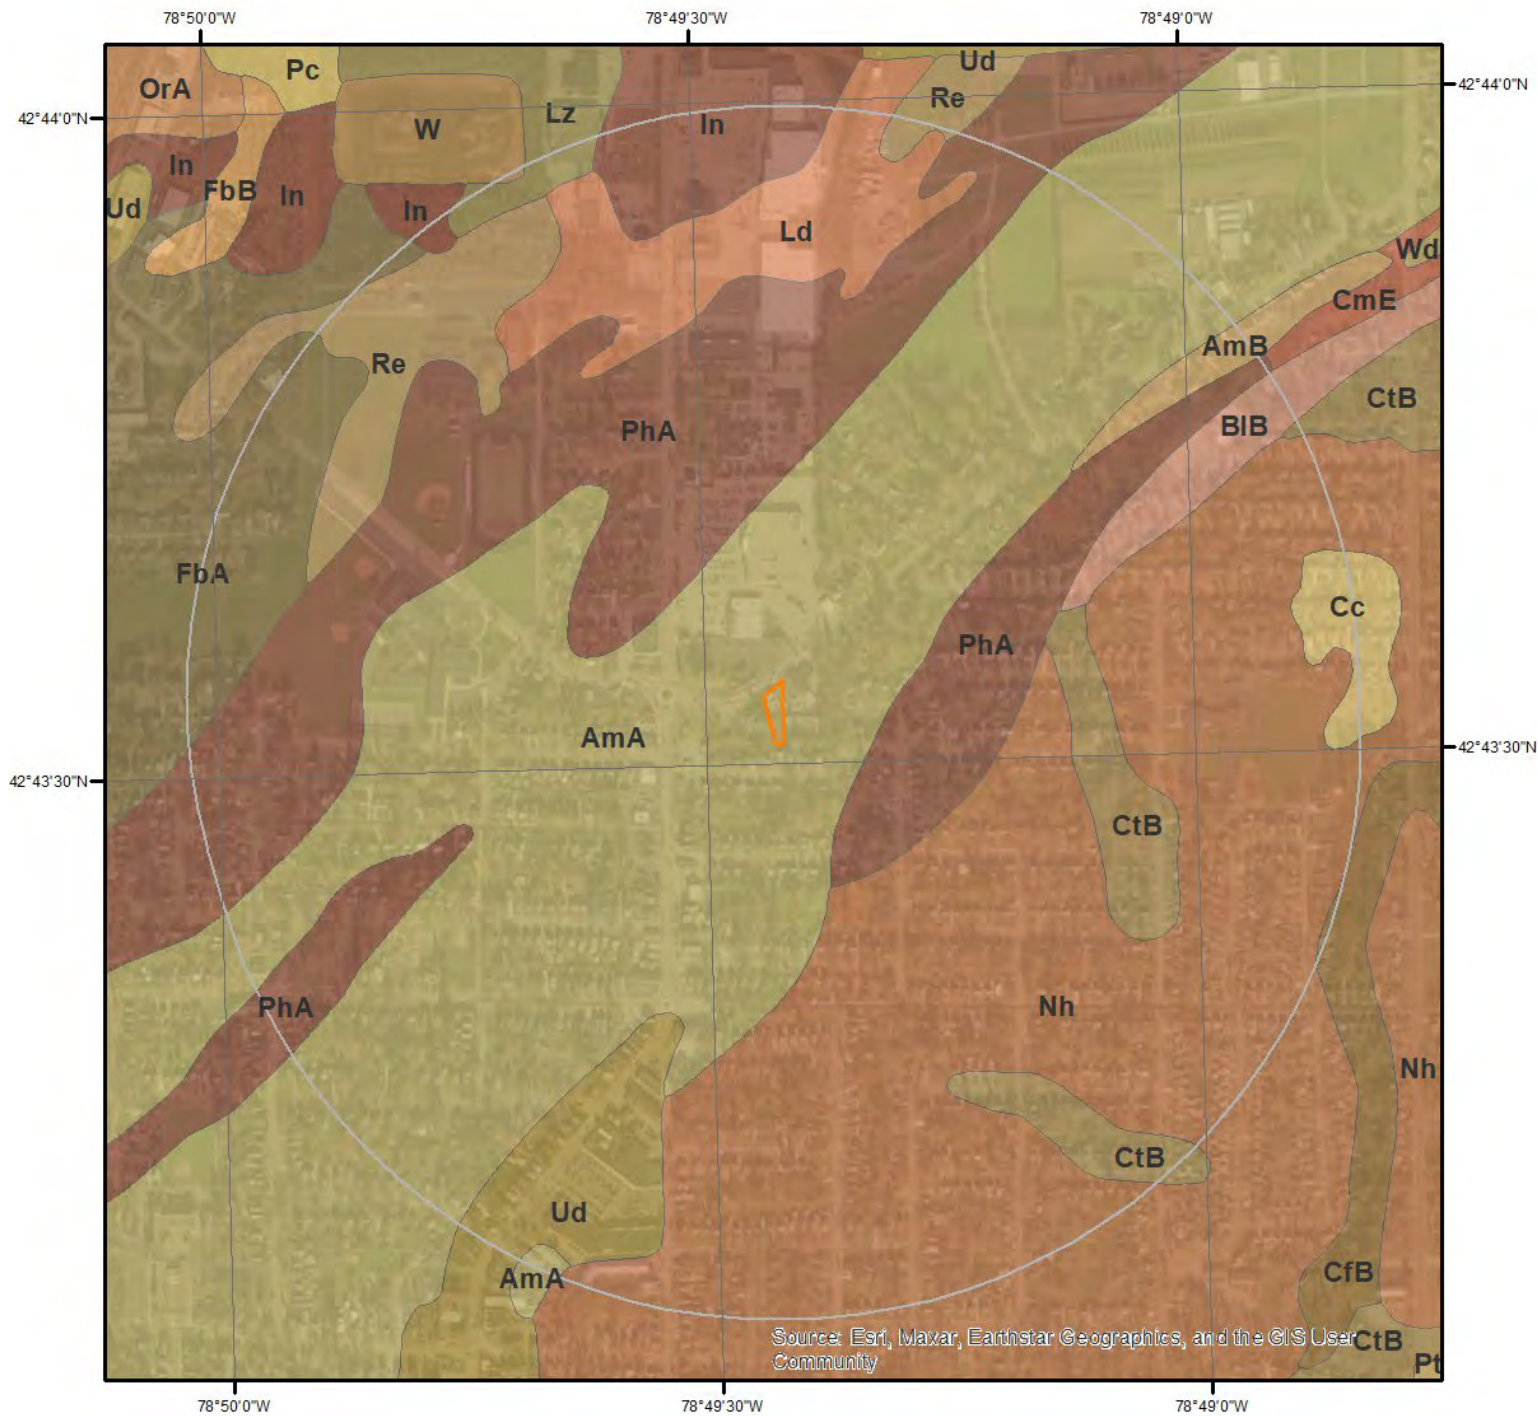 78°50'0"W
78°49'30"W
78°49'0"W
Pc
Ud
OrA
42°44'0"N
Re
Lz
42°44'0"N
W
In
In
FbB
In
In
Ud
Ld
Wd
CmE
AmB
Re
CtB
BlB
PhA
FbA
Cc
PhA
AmA
42°43'30"N
42°43'30"N
CtB
PhA
Nh
Nh
CtB
Ud
AmA
CfB
Source: Esri, Maxar, Earthstar Geographics, and the GIS User
Community
CtB
Pt
78°50'0"W
78°49'30"W
78°49'0"W